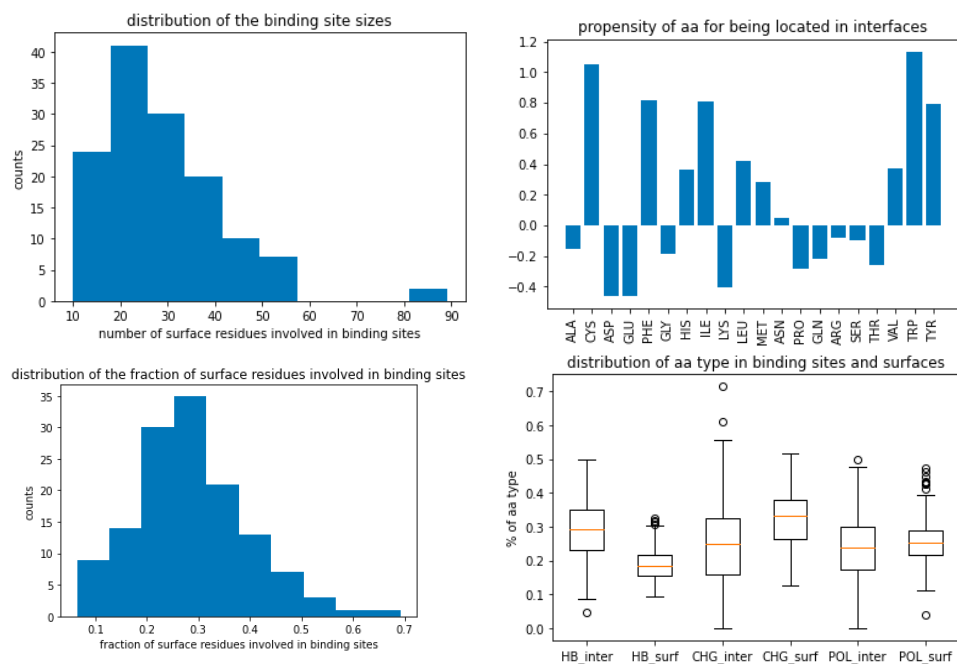 distribution of the binding site sizes
counts
40
35
30
25
20
15
10
5
0
10 20 30 40 50 60 70 80 90
number of surface residues involved in binding sites
propensity of aa for being located in interfaces
1.2
1.0
0.8
0.6
0.4
0.2
0.0
−0.2
−0.4
ALA CYS ASP GLU PHE GLY HIS ILE LYS LEU MET ASN PRO GLN ARG SER THR VAL TRP TYR
distribution of the fraction of surface residues involved in binding sites
counts
35
30
25
20
15
10
5
0
0.1 0.2 0.3 0.4 0.5 0.6 0.7
fraction of surface residues involved in binding sites
distribution of aa type in binding sites and surfaces
% of aa type
0.7
0.6
0.5
0.4
0.3
0.2
0.1
0.0
HB_inter HB_surf CHG_inter CHG_surf POL_inter POL_surf